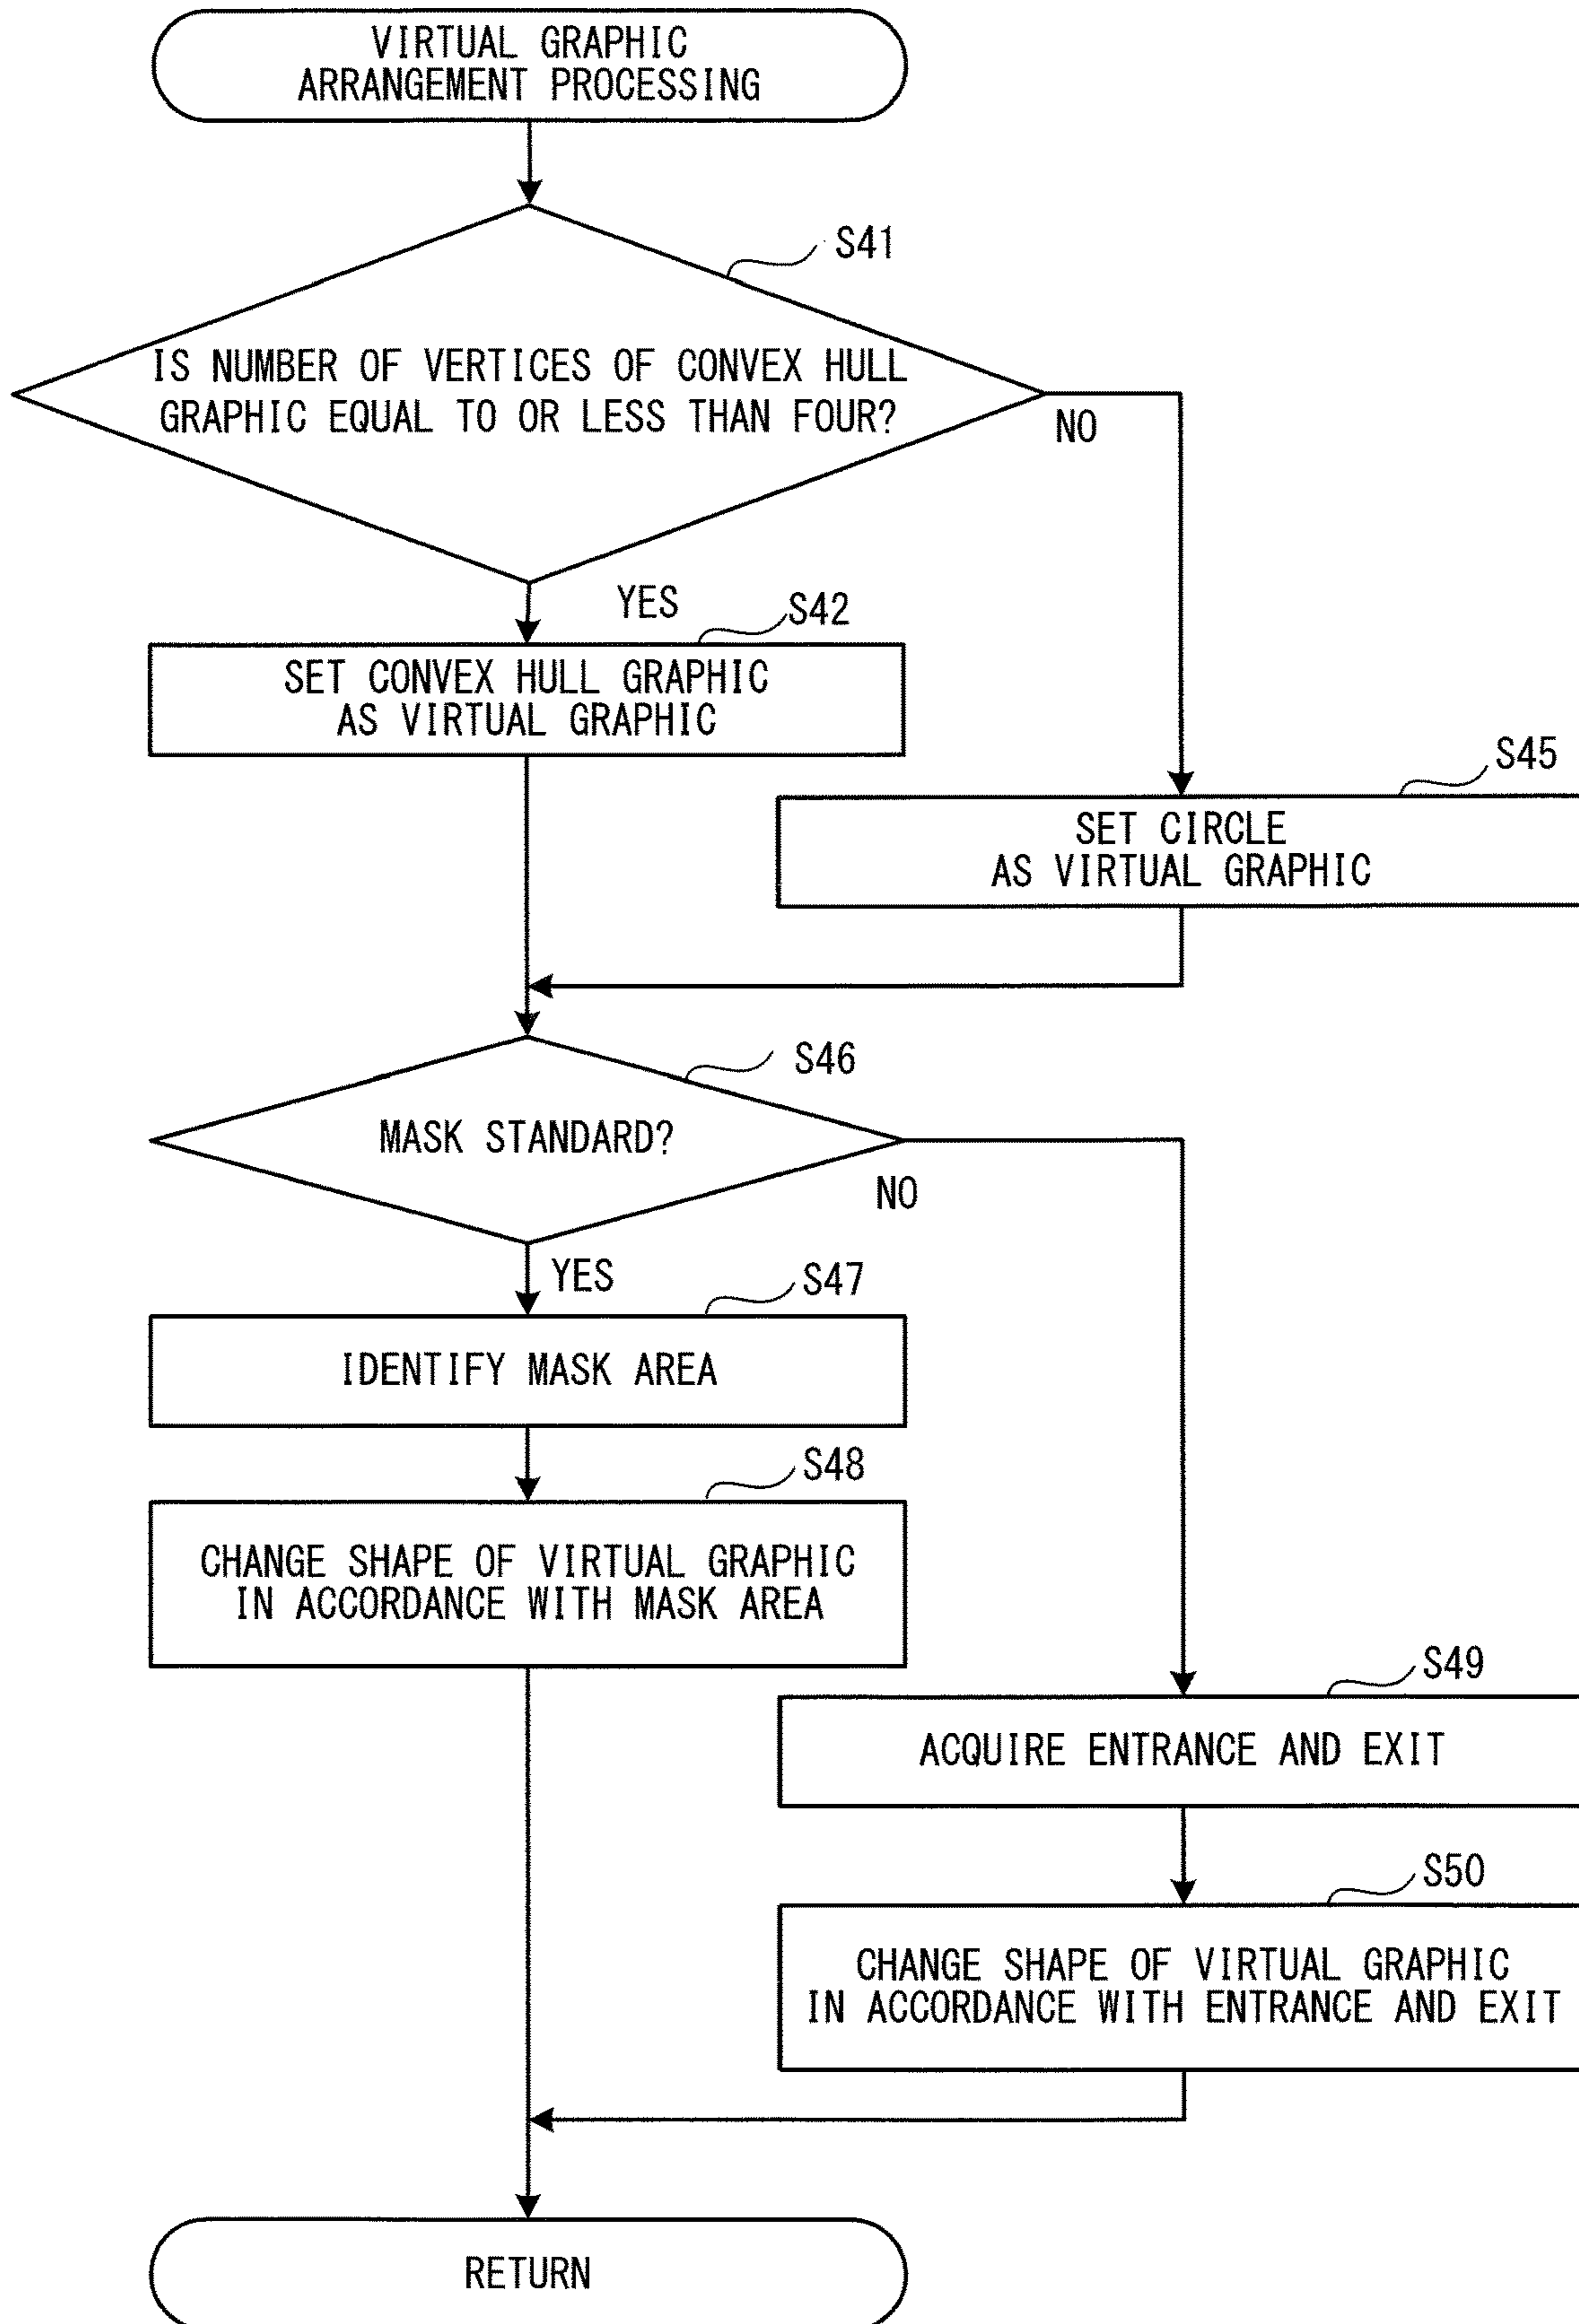 VIRTUAL GRAPHIC
ARRANGEMENT PROCESSING
S41
IS NUMBER OF VERTICES OF CONVEX HULL
GRAPHIC EQUAL TO OR LESS THAN FOUR?
NO
YES
S42
SET CONVEX HULL GRAPHIC
AS VIRTUAL GRAPHIC
S45
SET CIRCLE
AS VIRTUAL GRAPHIC
S46
MASK STANDARD?
NO
YES
S47
IDENTIFY MASK AREA
S48
CHANGE SHAPE OF VIRTUAL GRAPHIC
IN ACCORDANCE WITH MASK AREA
S49
ACQUIRE ENTRANCE AND EXIT
S50
CHANGE SHAPE OF VIRTUAL GRAPHIC
IN ACCORDANCE WITH ENTRANCE AND EXIT
RETURN